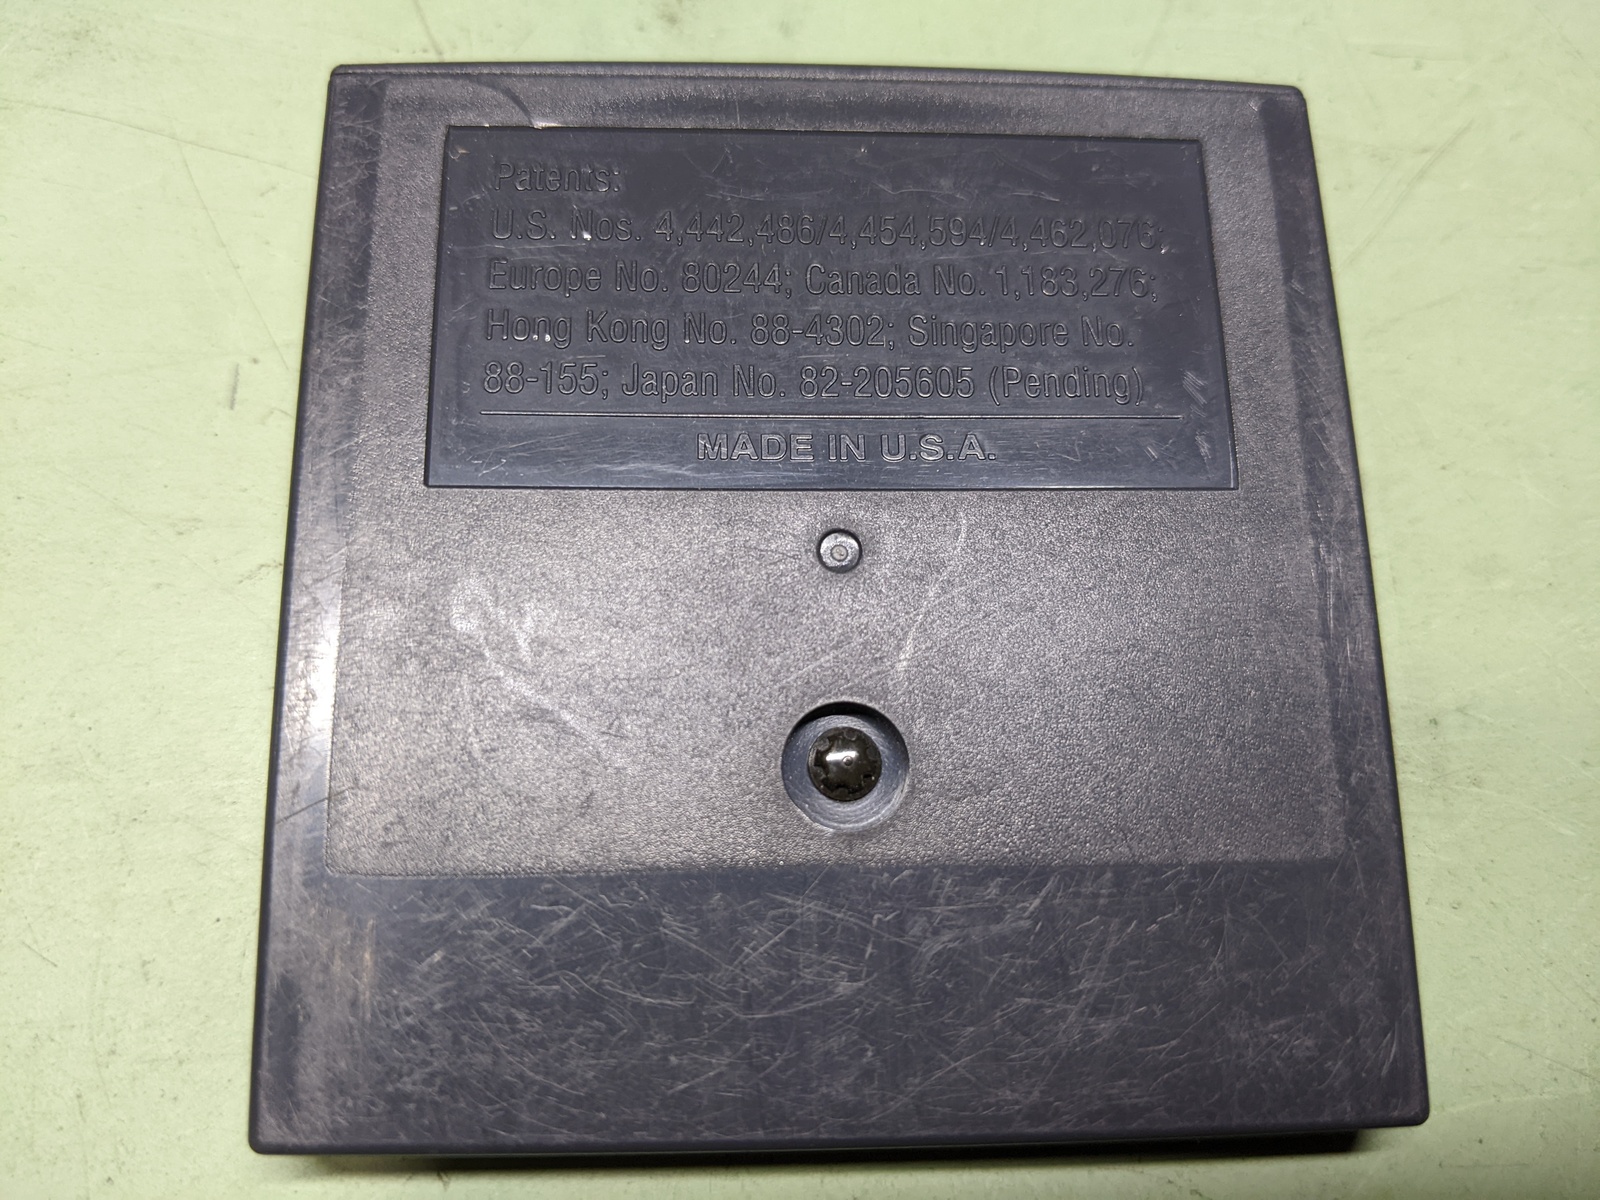 Patents:
U.S. Nos. 4,442,486/4,454,594/4,462,076;
Europe No. 80244; Canada No. 1,183,276;
Hong Kong No. 88-4302; Singapore No.
88-155; Japan No. 82-205605 (Pending)
MADE IN U.S.A.